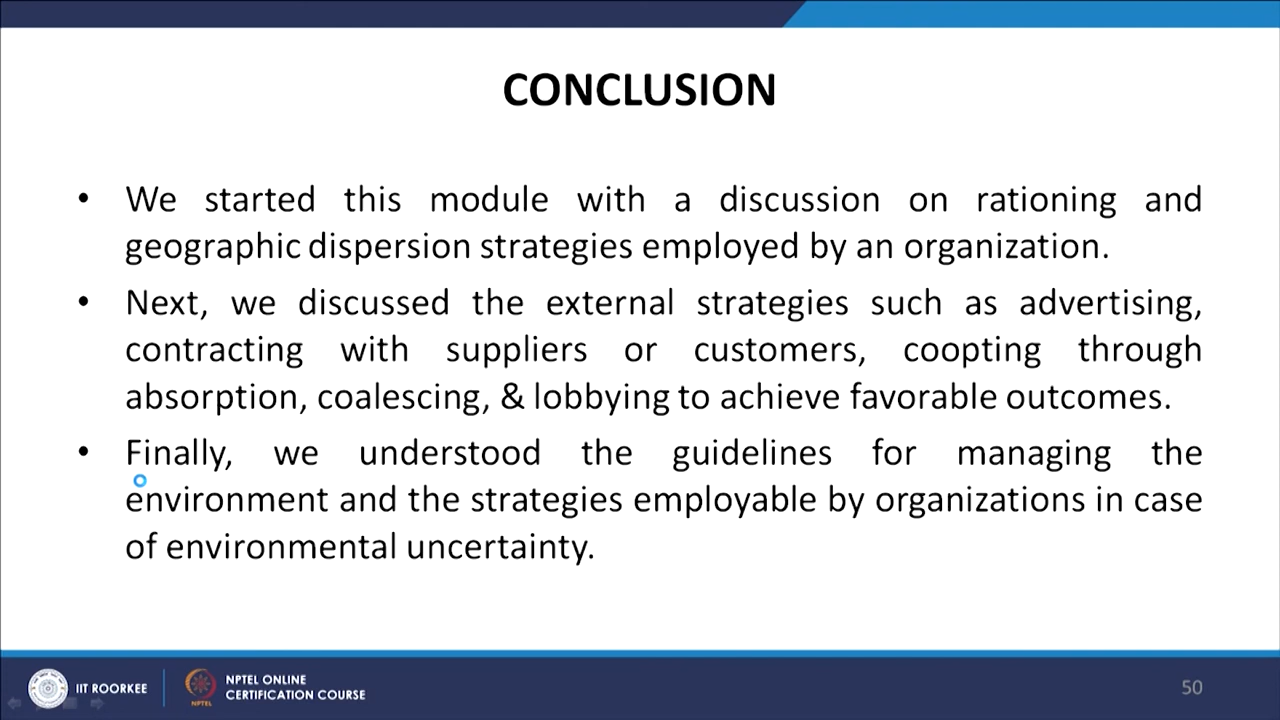 CONCLUSION
• We started this module with a discussion on rationing and
geographic dispersion strategies employed by an organization.
• Next, we discussed the external strategies such as advertising,
contracting with suppliers or customers, coopting through
absorption, coalescing, & lobbying to achieve favorable outcomes.
• Finally, we understood the guidelines for managing the
environment and the strategies employable by organizations in case
of environmental uncertainty.
IIT ROORKEE
NPTEL
NPTEL ONLINE
CERTIFICATION COURSE
50